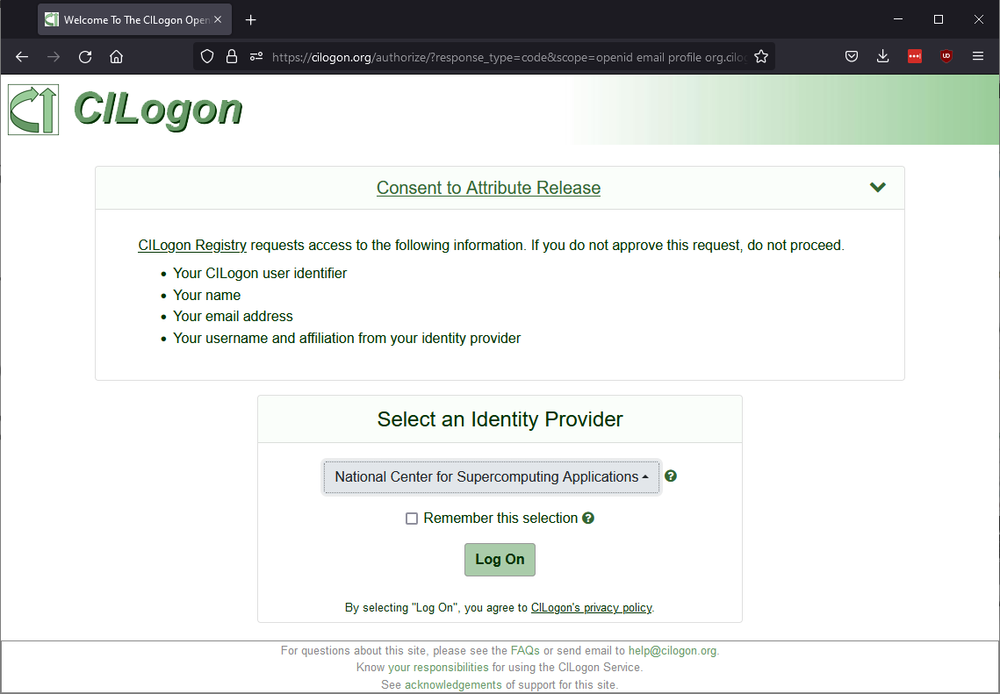 Welcome To The CILogon Open
https://cilogon.org/authorize/?response_type=code&scope=openid email profile org.cilo
CILogon
Consent to Attribute Release
CILogon Registry requests access to the following information. If you do not approve this request, do not proceed.
• Your CILogon user identifier
• Your name
• Your email address
• Your username and affiliation from your identity provider
Select an Identity Provider
National Center for Supercomputing Applications
Remember this selection
Log On
By selecting "Log On", you agree to CILogon's privacy policy.
For questions about this site, please see the FAQs or send email to help@cilogon.org.
Know your responsibilities for using the CILogon Service.
See acknowledgements of support for this site.